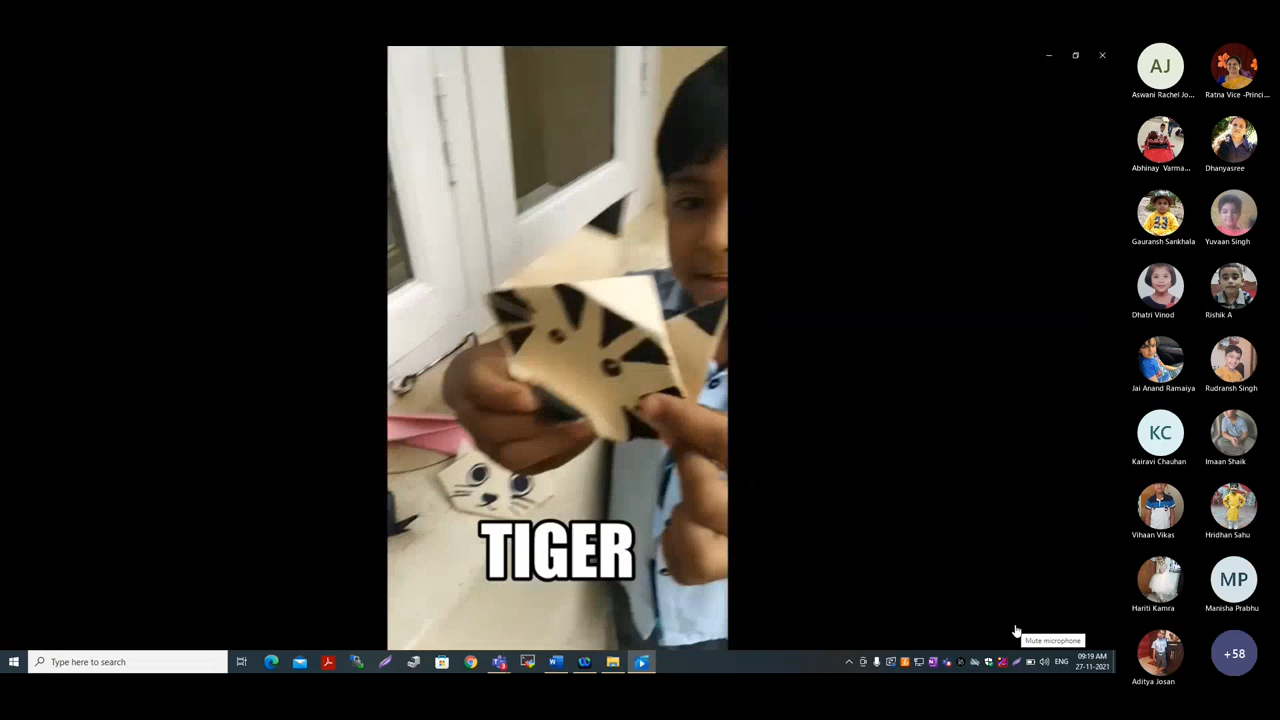 TIGER
AJ
Aswani Rachel Jo...
Ratna Vice -Princi...
Abhinay Varma...
Dhanyasree
23
Gauransh Sankhala
Yuvaan Singh
Dhatri Vinod
Rishik A
Jai Anand Ramaiya
Rudransh Singh
KC
Kairavi Chauhan
Imaan Shaik
Vihaan Vikas
Hridhan Sahu
MP
Hariti Kamra
Manisha Prabhu
+58
Aditya Josan
Mute microphone
Type here to search
ENG
09:19 AM
27-11-2021